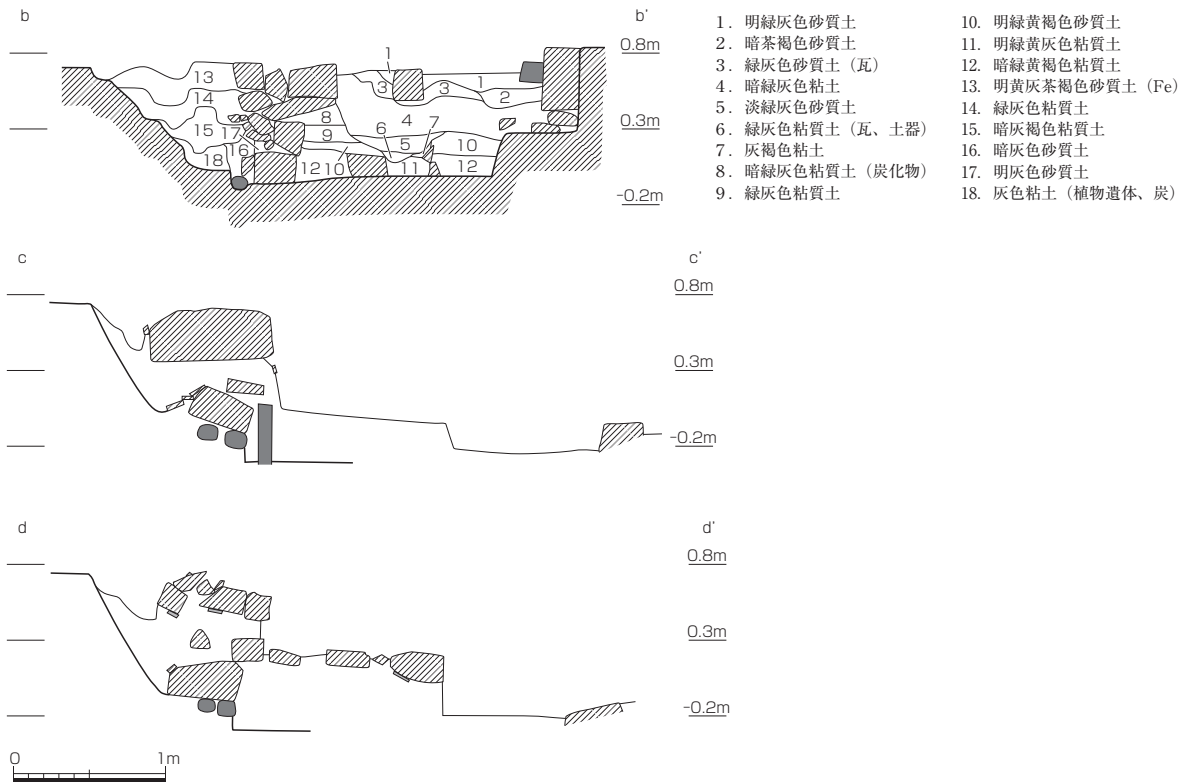 b b’
0.8m
0.3m
-0.2m
1
13 3 3 1
14 2
8 4 7
15 17 9 6 5 10
16
18 12 10 11 12
1. 明緑灰色砂質土
2. 暗茶褐色砂質土
3. 緑灰色砂質土（瓦）
4. 暗緑灰色粘土
5. 淡緑灰色砂質土
6. 緑灰色粘質土（瓦、土器）
7. 灰褐色粘土
8. 暗緑灰色粘質土（炭化物）
9. 緑灰色粘質土
10. 明緑黄褐色砂質土
11. 明緑黄灰色粘質土
12. 暗緑黄褐色粘質土
13. 明黄灰茶褐色砂質土（Fe）
14. 緑灰色粘質土
15. 暗灰褐色粘質土
16. 暗灰色砂質土
17. 明灰色砂質土
18. 灰色粘土（植物遺体、炭）
c c’
0.8m
0.3m
-0.2m
d d’
0.8m
0.3m
-0.2m
0 1m